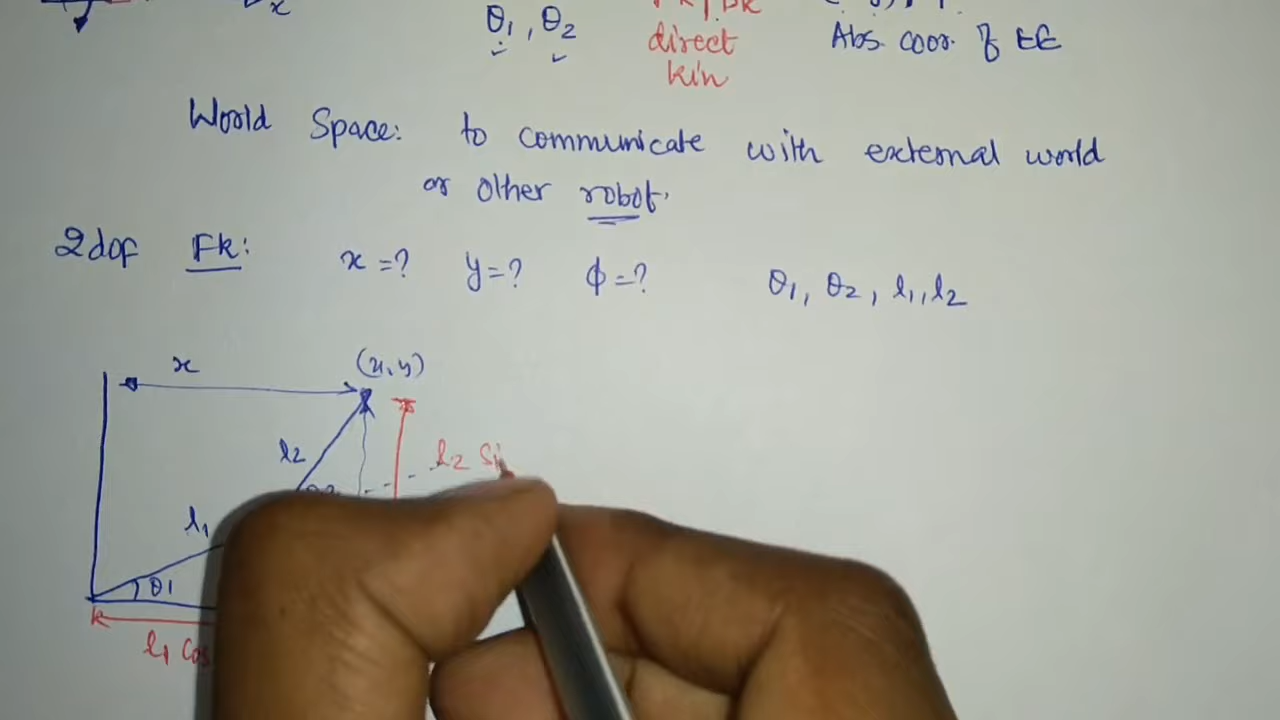 x
θ1 , θ2
direct
kin
Abs. coor. of EE
World Space: to communicate with external world
or other robot.
2dof Fk: x =? y =? ϕ =? θ1, θ2, l1, l2
x
(x, y)
l2
l2 Si
l1
θ1
l1 Cos